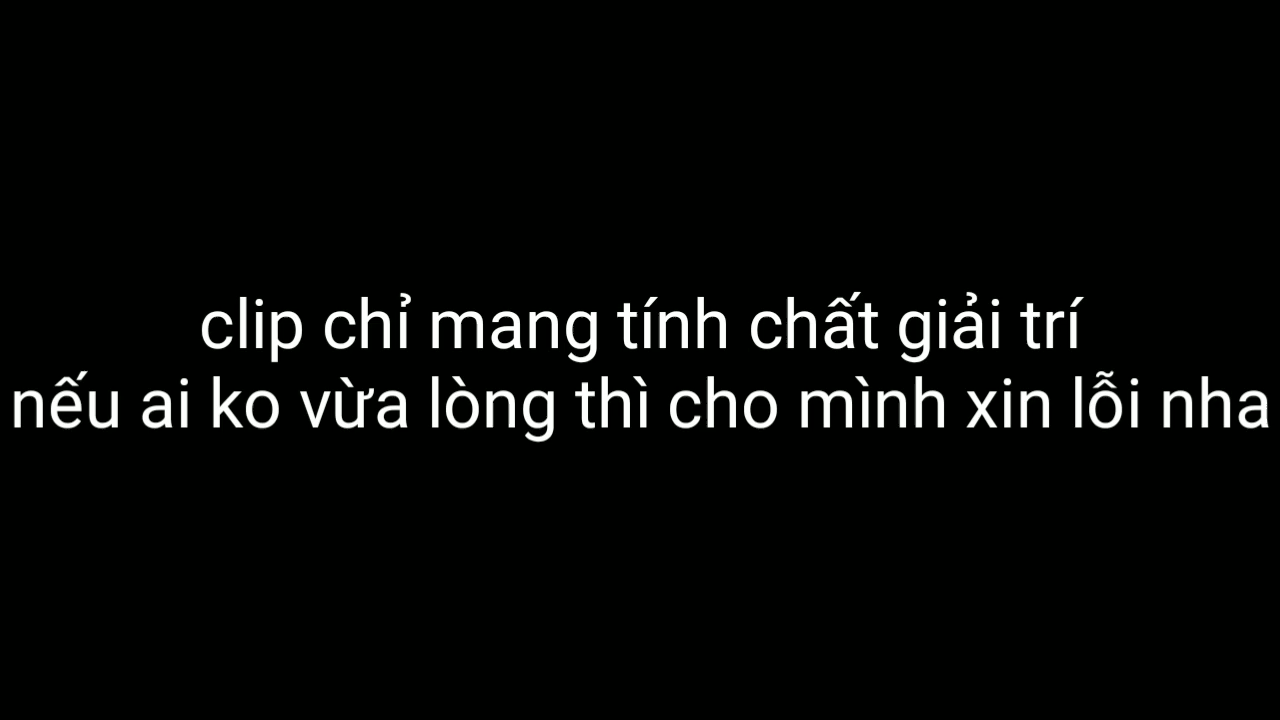 clip chỉ mang tính chất giải trí
nếu ai ko vừa lòng thì cho mình xin lỗi nha